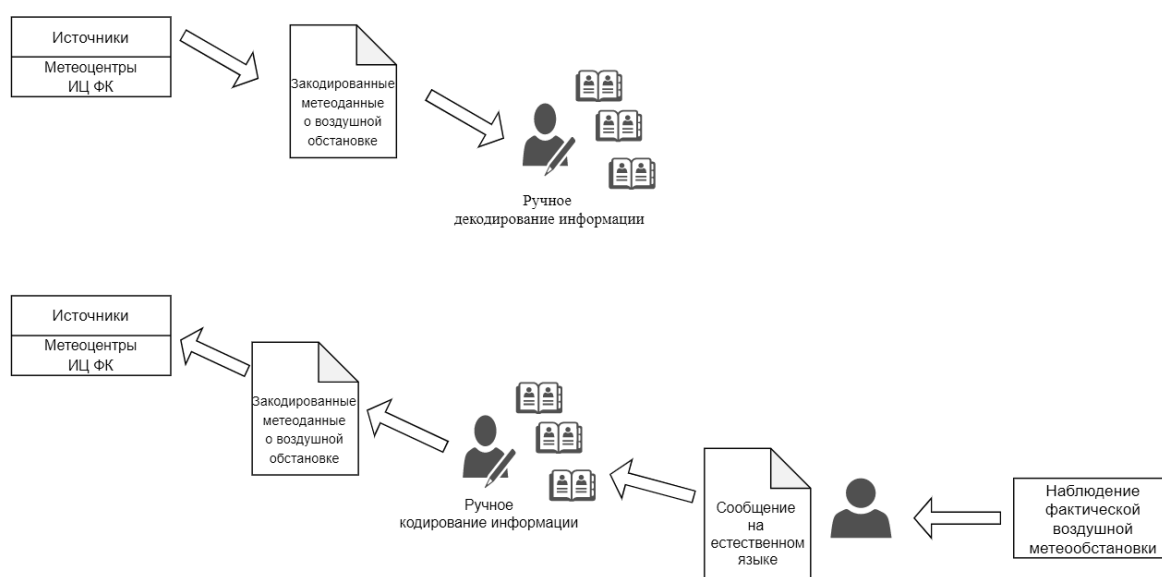 Источники
Метеоцентры
ИЦ ФК
Закодированные
метеоданные
о воздушной
обстановке
Ручное
декодирование информации
Источники
Метеоцентры
ИЦ ФК
Закодированные
метеоданные
о воздушной
обстановке
Ручное
кодирование информации
Сообщение
на
естественном
языке
Наблюдение
фактической
воздушной
метеообстановки